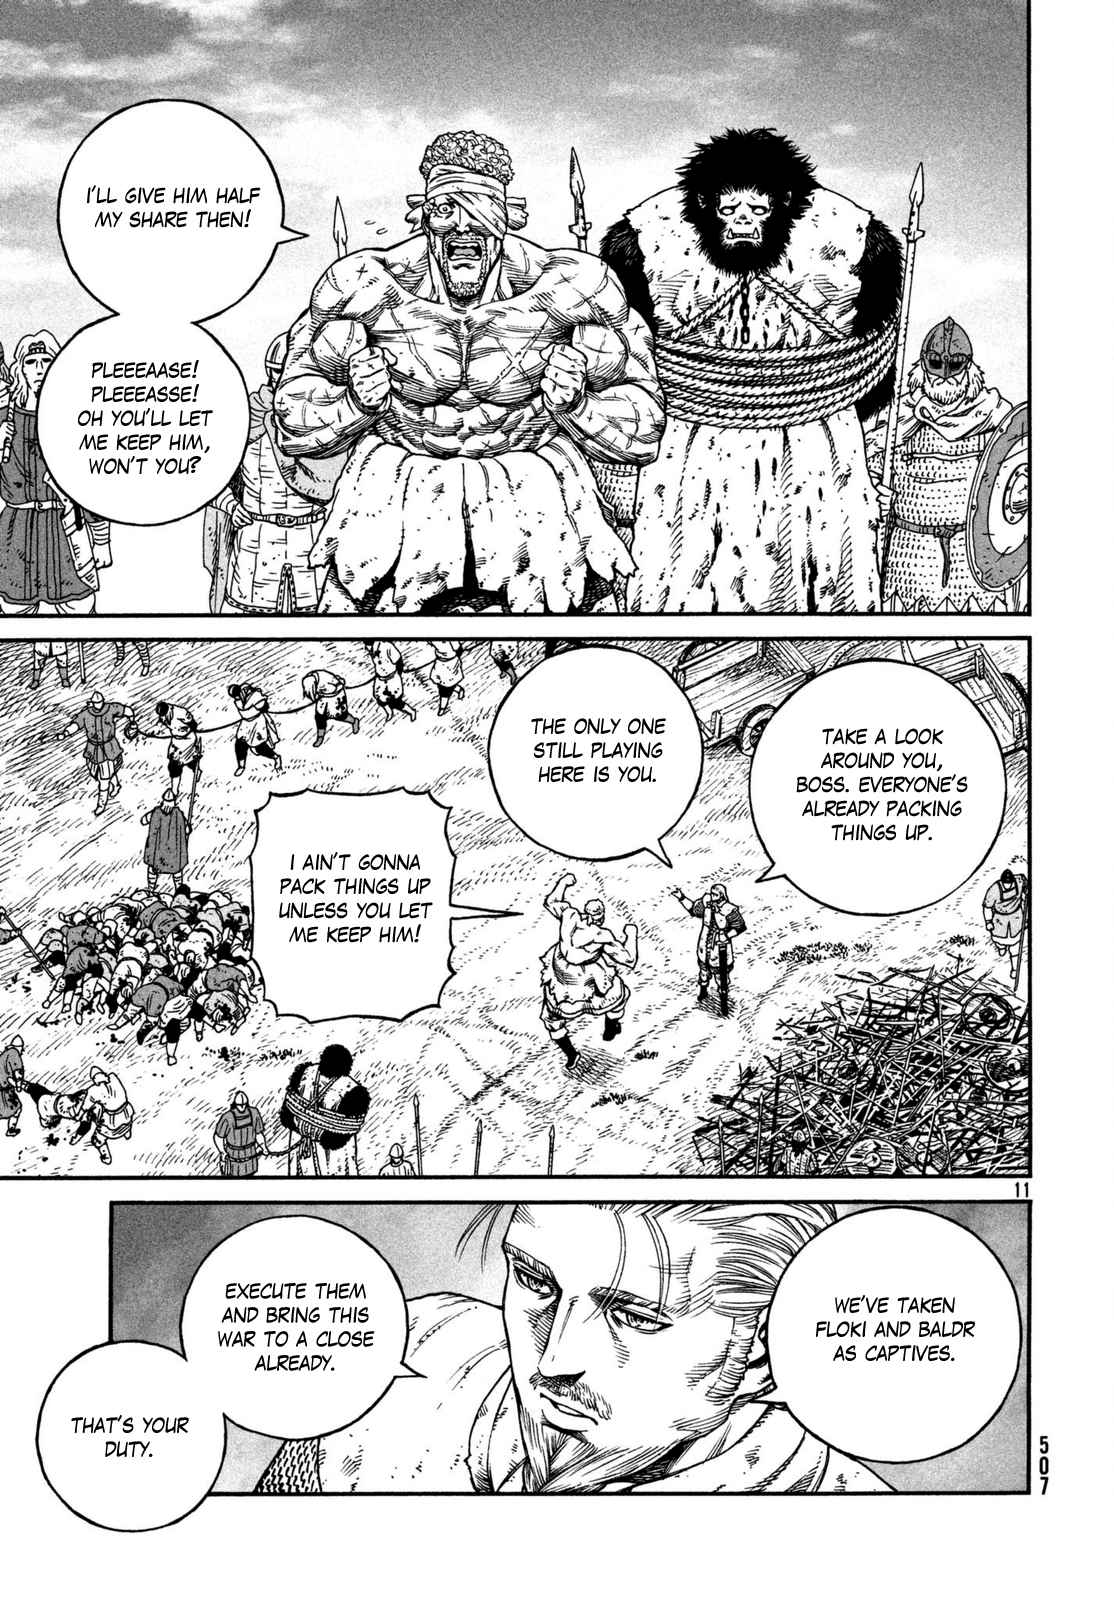 I'LL GIVE HIM HALF
MY SHARE THEN!
PLEEEAASE!
PLEEEASSE!
OH YOU'LL LET
ME KEEP HIM,
WON'T YOU?
TAKE A LOOK
AROUND YOU,
BOSS. EVERYONE'S
ALREADY PACKING
THINGS UP.
THE ONLY ONE
STILL PLAYING
HERE IS YOU.
I AIN'T GONNA
PACK THINGS UP
UNLESS YOU LET
ME KEEP HIM!
11
WE'VE TAKEN
FLOKI AND BALDR
AS CAPTIVES.
EXECUTE THEM
AND BRING THIS
WAR TO A CLOSE
ALREADY.
THAT'S YOUR
DUTY.
507